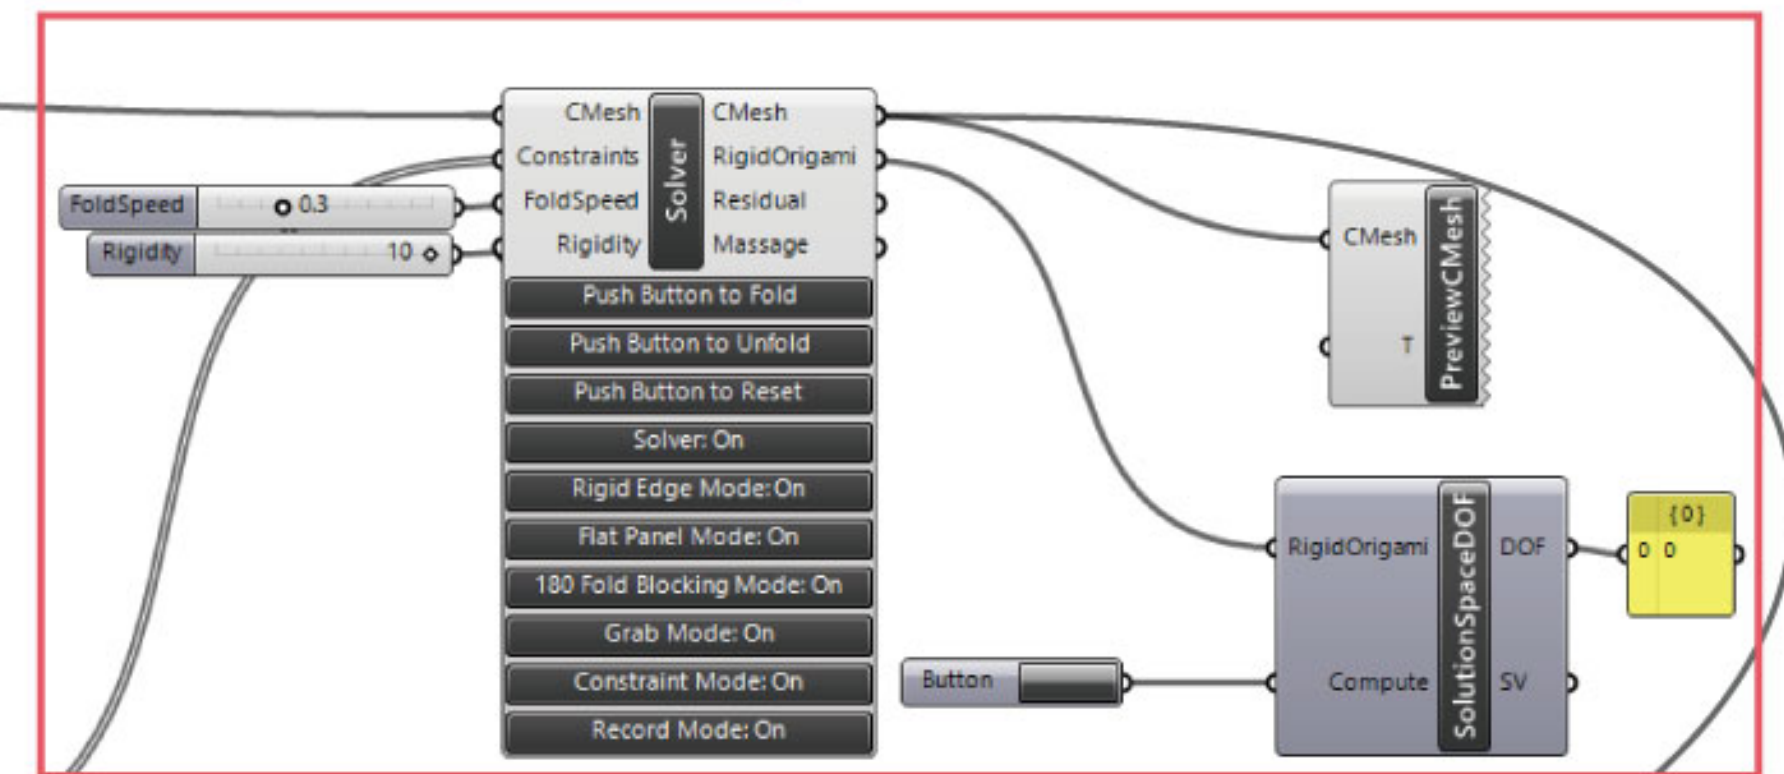 CMesh
Constraints
FoldSpeed
Rigidity
Solver
CMesh
RigidOrigami
Residual
Massage
FoldSpeed 0.3
Rigidity 10
Push Button to Fold
Push Button to Unfold
Push Button to Reset
Solver: On
Rigid Edge Mode: On
Flat Panel Mode: On
180 Fold Blocking Mode: On
Grab Mode: On
Constraint Mode: On
Record Mode: On
CMesh
T
PreviewCMesh
Button
RigidOrigami
Compute
SolutionSpaceDOF
DOF
SV
{0}
0 0